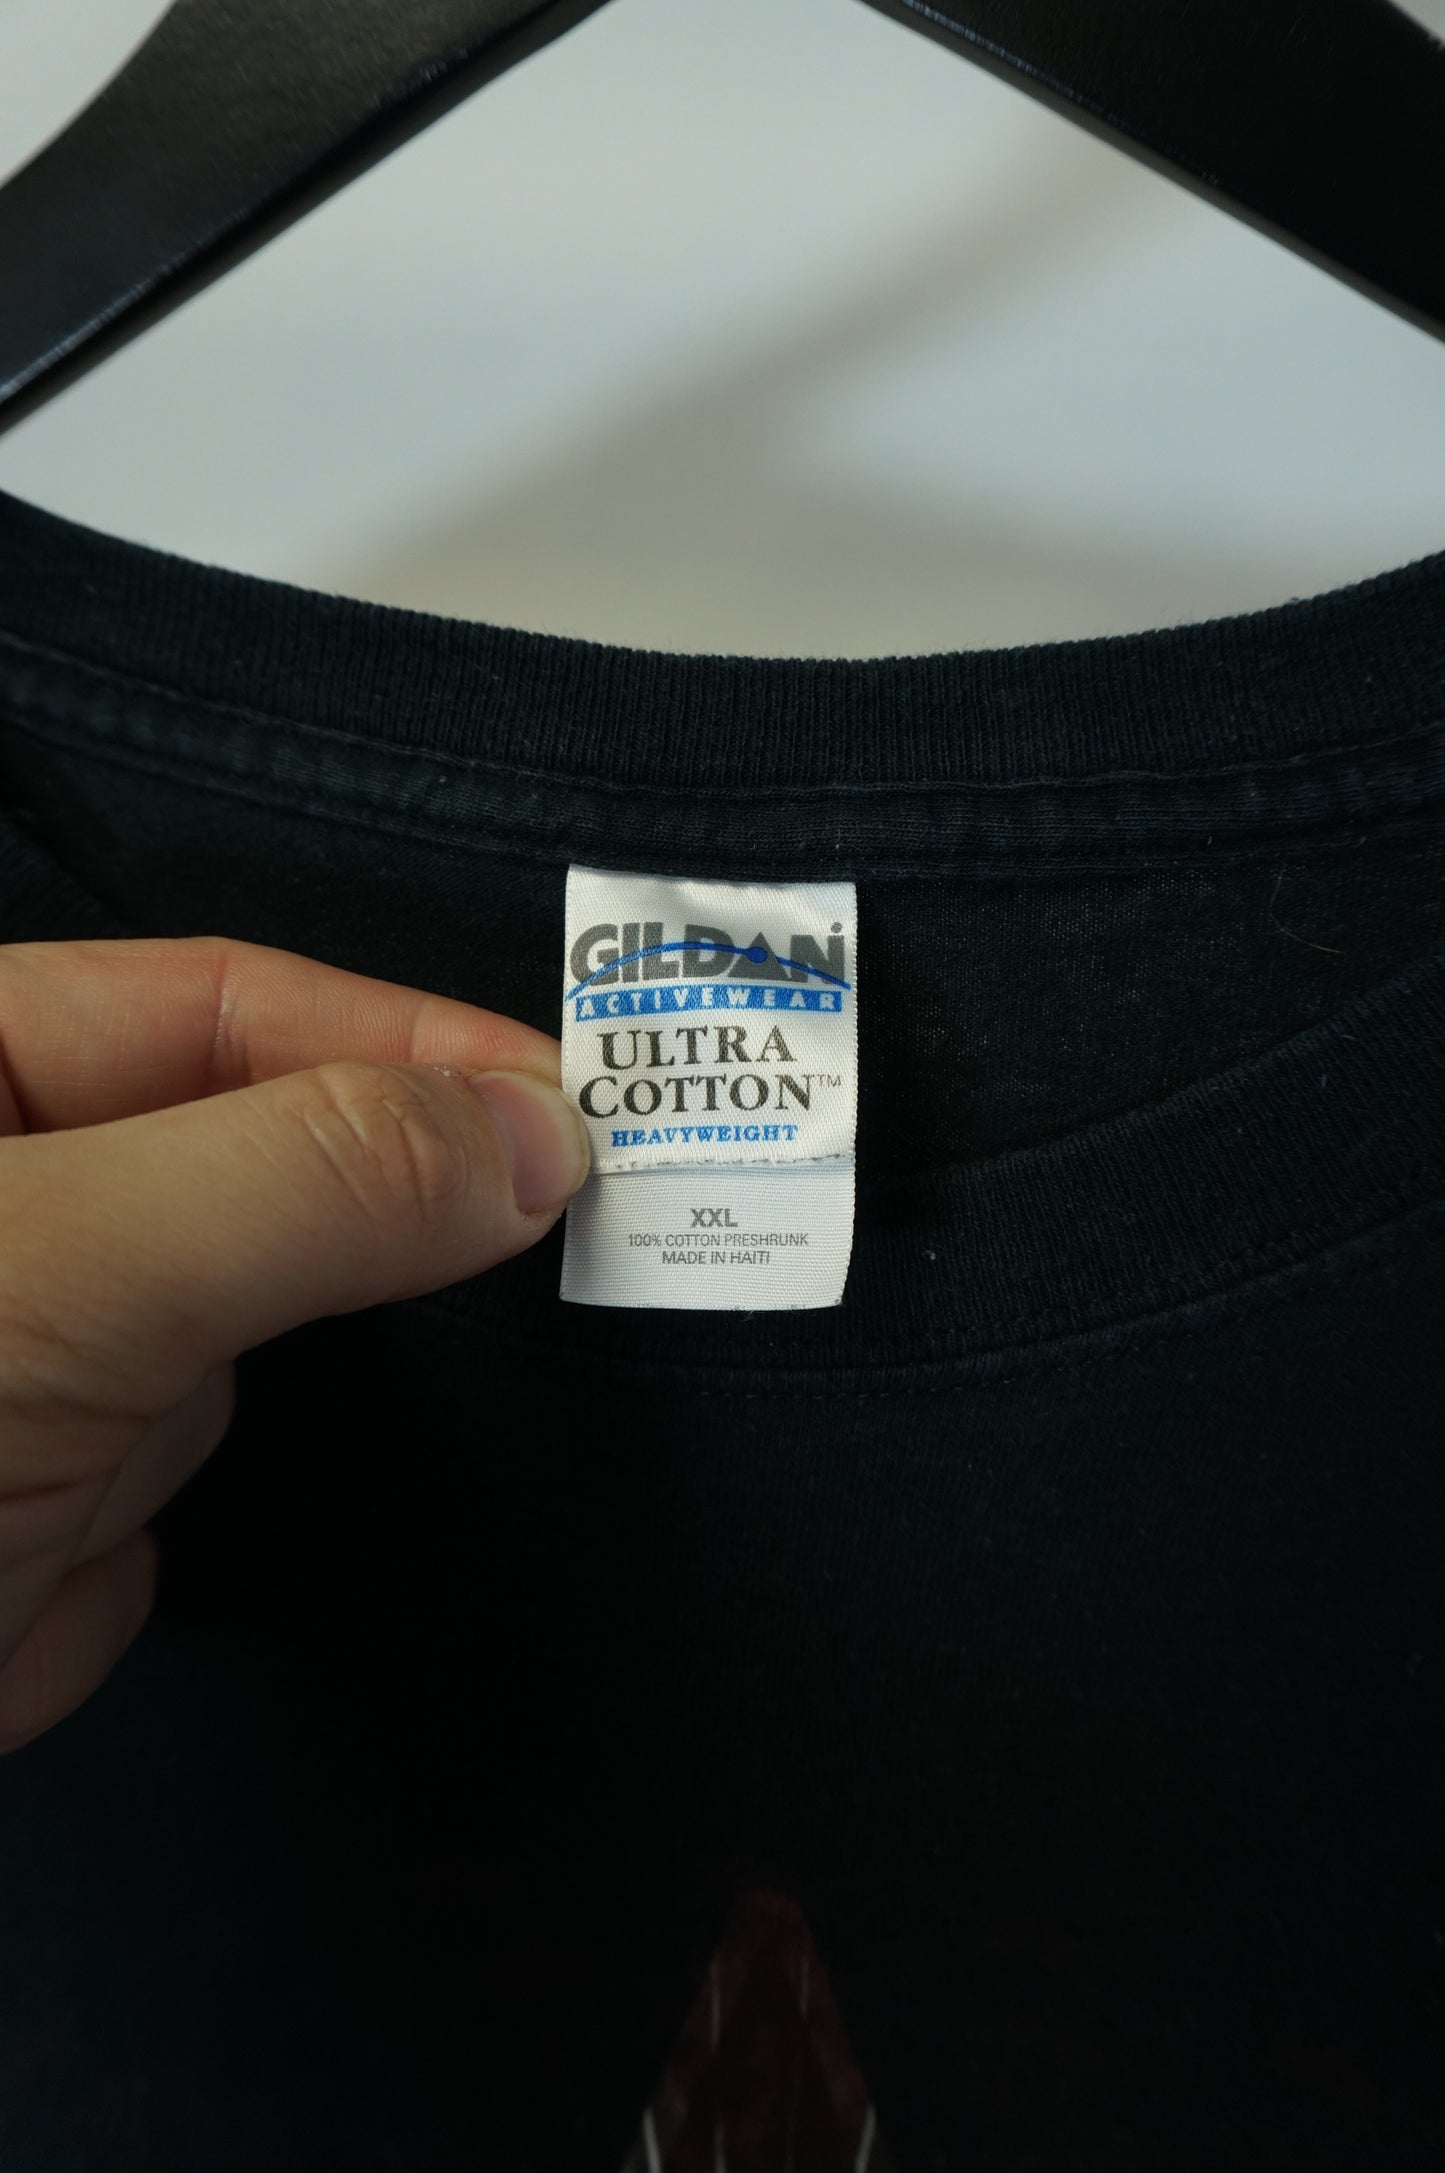 GILDAN
ACTIVEWEAR
ULTRA
COTTON™
HEAVYWEIGHT
XXL
100% COTTON PRESHRUNK
MADE IN HAITI